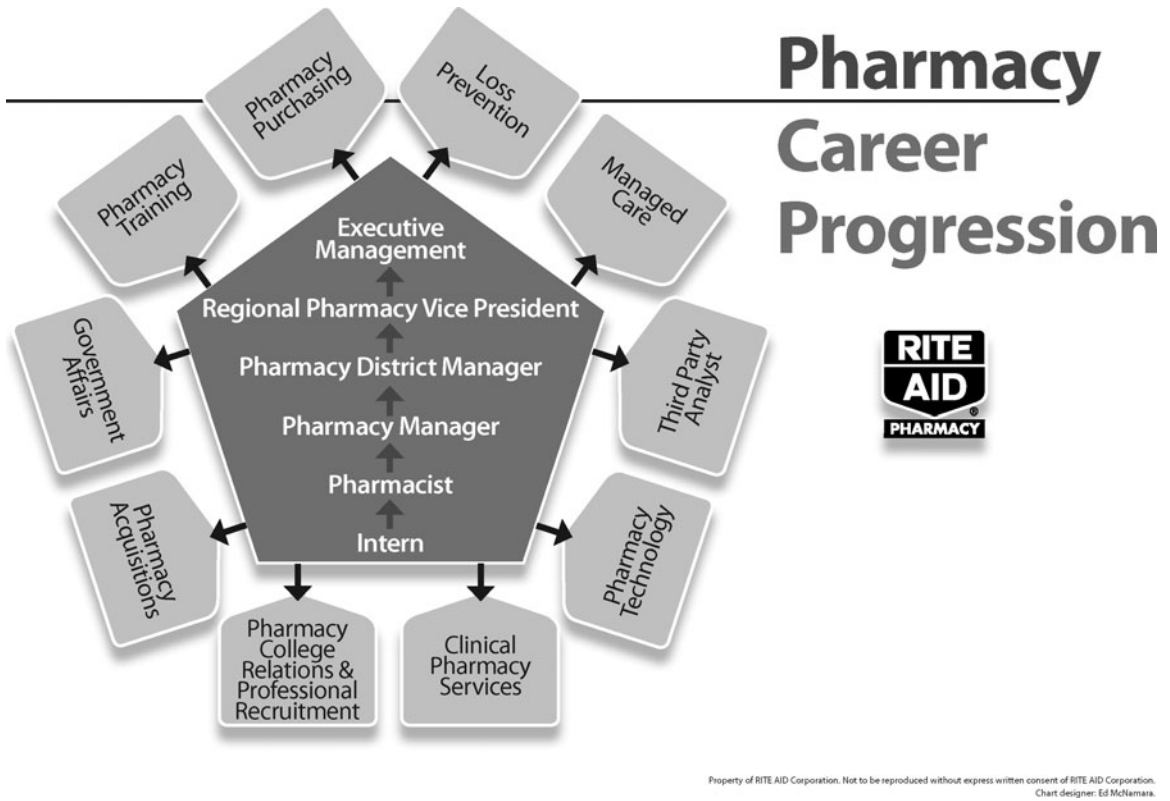 Pharmacy
Career
Progression
Pharmacy
Purchasing
Loss
Prevention
Pharmacy
Training
Managed
Care
Government
Affairs
Third Party
Analyst
Pharmacy
Acquisitions
Pharmacy
Technology
Pharmacy
College
Relations &
Professional
Recruitment
Clinical
Pharmacy
Services
Executive
Management
Regional Pharmacy Vice President
Pharmacy District Manager
Pharmacy Manager
Pharmacist
Intern
RITE
AID
®
PHARMACY
Property of RITE AID Corporation. Not to be reproduced without express written consent of RITE AID Corporation.
Chart designer: Ed McNamara.